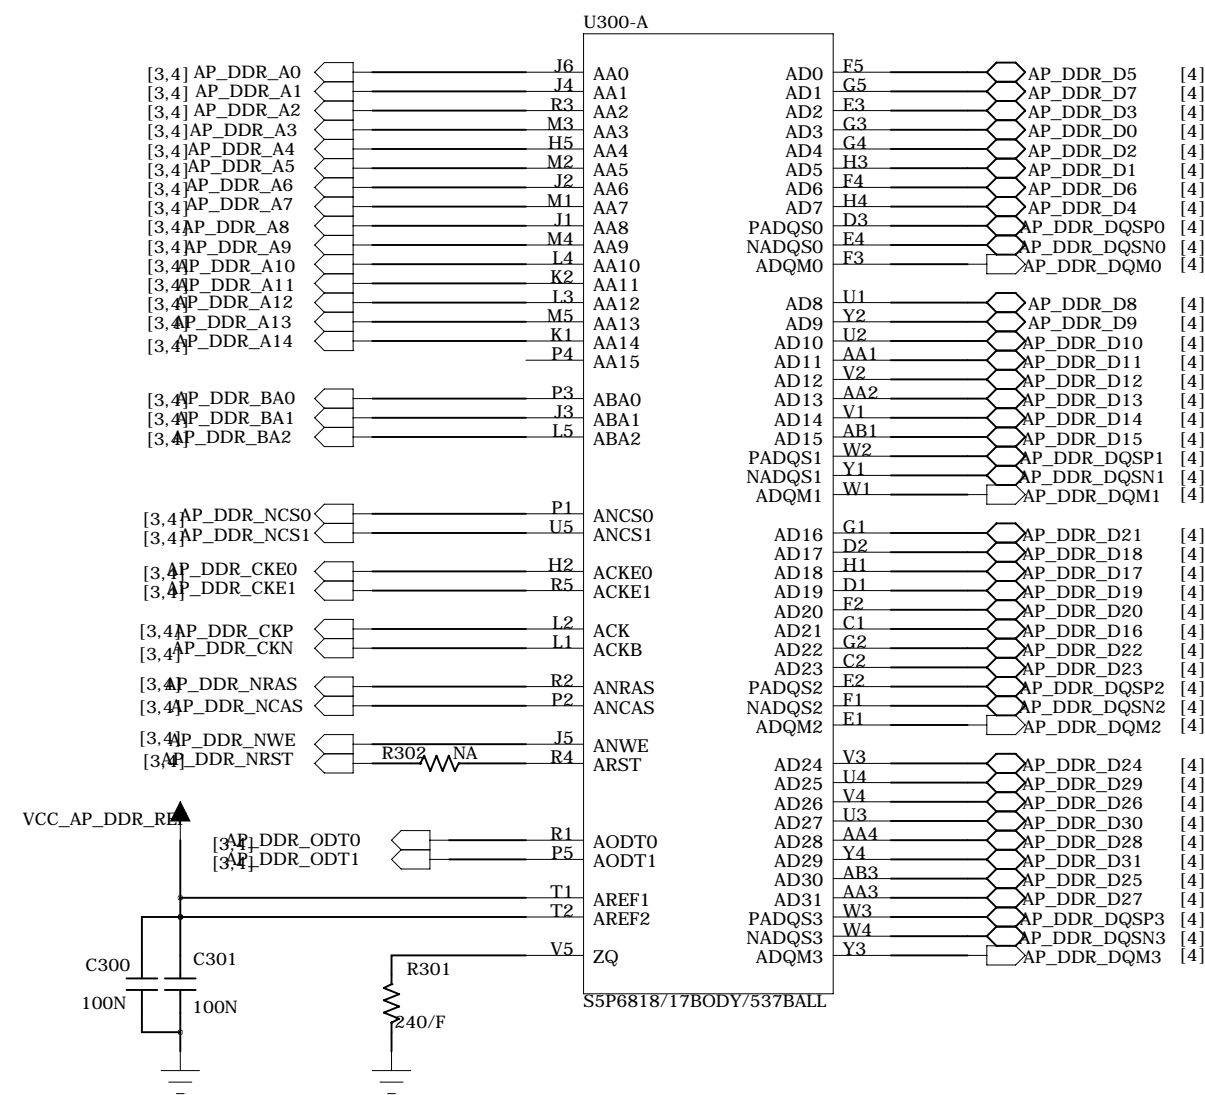 U300-A
[3,4] AP_DDR_A0 J6 AA0 AD0 F5 AP_DDR_D5 [4]
[3,4] AP_DDR_A1 J4 AA1 AD1 G5 AP_DDR_D7 [4]
[3,4] AP_DDR_A2 R3 AA2 AD2 E3 AP_DDR_D3 [4]
[3,4] AP_DDR_A3 M3 AA3 AD3 G3 AP_DDR_D0 [4]
[3,4] AP_DDR_A4 H5 AA4 AD4 G4 AP_DDR_D2 [4]
[3,4] AP_DDR_A5 M2 AA5 AD5 H3 AP_DDR_D1 [4]
[3,4] AP_DDR_A6 J2 AA6 AD6 F4 AP_DDR_D6 [4]
[3,4] AP_DDR_A7 M1 AA7 AD7 H4 AP_DDR_D4 [4]
[3,4] AP_DDR_A8 J1 AA8 PADQS0 D3 AP_DDR_DQSP0 [4]
[3,4] AP_DDR_A9 M4 AA9 NADQS0 E4 AP_DDR_DQSN0 [4]
[3,4] AP_DDR_A10 L4 AA10 ADQM0 F3 AP_DDR_DQM0 [4]
[3,4] AP_DDR_A11 K2 AA11
[3,4] AP_DDR_A12 L3 AA12 AD8 U1 AP_DDR_D8 [4]
[3,4] AP_DDR_A13 M5 AA13 AD9 Y2 AP_DDR_D9 [4]
[3,4] AP_DDR_A14 K1 AA14 AD10 U2 AP_DDR_D10 [4]
P4 AA15 AD11 AA1 AP_DDR_D11 [4]
AD12 V2 AP_DDR_D12 [4]
[3,4] AP_DDR_BA0 P3 ABA0 AD13 AA2 AP_DDR_D13 [4]
[3,4] AP_DDR_BA1 J3 ABA1 AD14 V1 AP_DDR_D14 [4]
[3,4] AP_DDR_BA2 L5 ABA2 AD15 AB1 AP_DDR_D15 [4]
PADQS1 W2 AP_DDR_DQSP1 [4]
NADQS1 Y1 AP_DDR_DQSN1 [4]
ADQM1 W1 AP_DDR_DQM1 [4]
[3,4] AP_DDR_NCS0 P1 ANCS0
[3,4] AP_DDR_NCS1 U5 ANCS1 AD16 G1 AP_DDR_D21 [4]
AD17 D2 AP_DDR_D18 [4]
[3,4] AP_DDR_CKE0 H2 ACKE0 AD18 H1 AP_DDR_D17 [4]
[3,4] AP_DDR_CKE1 R5 ACKE1 AD19 D1 AP_DDR_D19 [4]
AD20 F2 AP_DDR_D20 [4]
[3,4] AP_DDR_CKP L2 ACK AD21 C1 AP_DDR_D16 [4]
[3,4] AP_DDR_CKN L1 ACKB AD22 G2 AP_DDR_D22 [4]
AD23 C2 AP_DDR_D23 [4]
[3,4] AP_DDR_NRAS R2 ANRAS PADQS2 E2 AP_DDR_DQSP2 [4]
[3,4] AP_DDR_NCAS P2 ANCAS NADQS2 F1 AP_DDR_DQSN2 [4]
ADQM2 E1 AP_DDR_DQM2 [4]
[3,4] AP_DDR_NWE J5 ANWE
[3,4] AP_DDR_NRST R302 NA R4 ARST AD24 V3 AP_DDR_D24 [4]
AD25 U4 AP_DDR_D29 [4]
AD26 V4 AP_DDR_D26 [4]
VCC_AP_DDR_REF AD27 U3 AP_DDR_D30 [4]
[3,4] AP_DDR_ODT0 R1 AODT0 AD28 AA4 AP_DDR_D28 [4]
[3,4] AP_DDR_ODT1 P5 AODT1 AD29 Y4 AP_DDR_D31 [4]
AD30 AB3 AP_DDR_D25 [4]
T1 AREF1 AD31 AA3 AP_DDR_D27 [4]
T2 AREF2 PADQS3 W3 AP_DDR_DQSP3 [4]
NADQS3 W4 AP_DDR_DQSN3 [4]
V5 ZQ ADQM3 Y3 AP_DDR_DQM3 [4]
C300 C301 R301
100N 100N 240/F
S5P6818/17BODY/537BALL